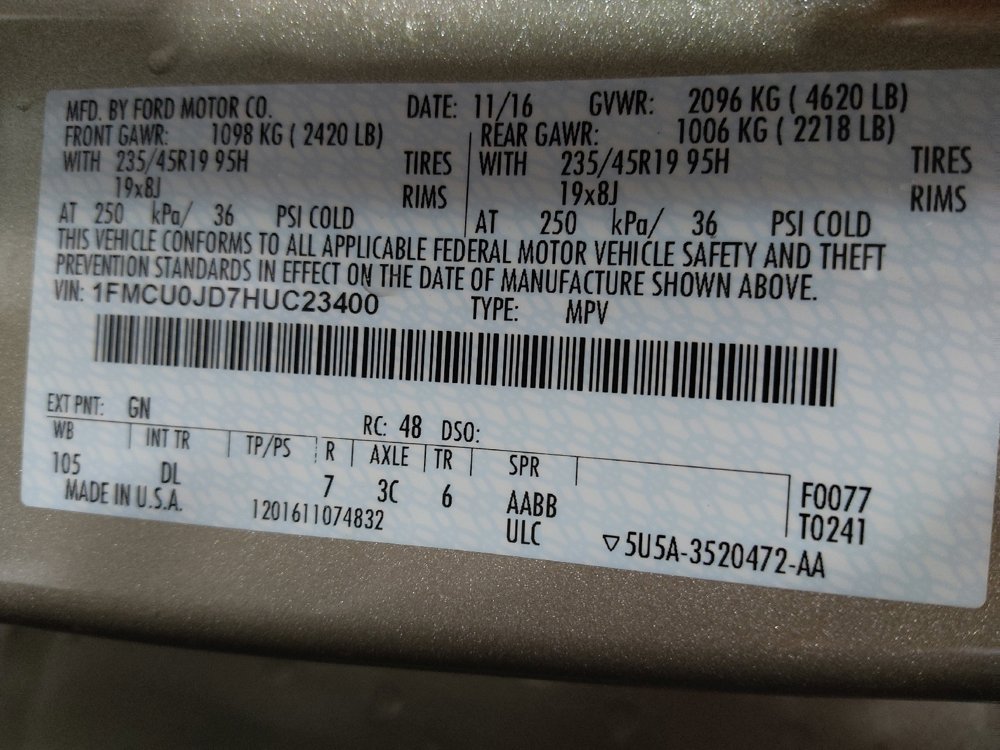 MFD. BY FORD MOTOR CO. DATE: 11/16 GVWR: 2096 KG ( 4620 LB)
FRONT GAWR: 1098 KG ( 2420 LB) REAR GAWR: 1006 KG ( 2218 LB)
WITH 235/45R19 95H TIRES WITH 235/45R19 95H TIRES
19x8J RIMS 19x8J RIMS
AT 250 kPa/ 36 PSI COLD AT 250 kPa/ 36 PSI COLD
THIS VEHICLE CONFORMS TO ALL APPLICABLE FEDERAL MOTOR VEHICLE SAFETY AND THEFT
PREVENTION STANDARDS IN EFFECT ON THE DATE OF MANUFACTURE SHOWN ABOVE.
VIN: 1FMCU0JD7HUC23400 TYPE: MPV
EXT PNT: GN RC: 48 DSO:
WB INT TR TP/PS R AXLE TR SPR
105 DL 7 3C 6 AABB F0077
MADE IN U.S.A. 1201611074832 ULC T0241
▽5U5A-3520472-AA